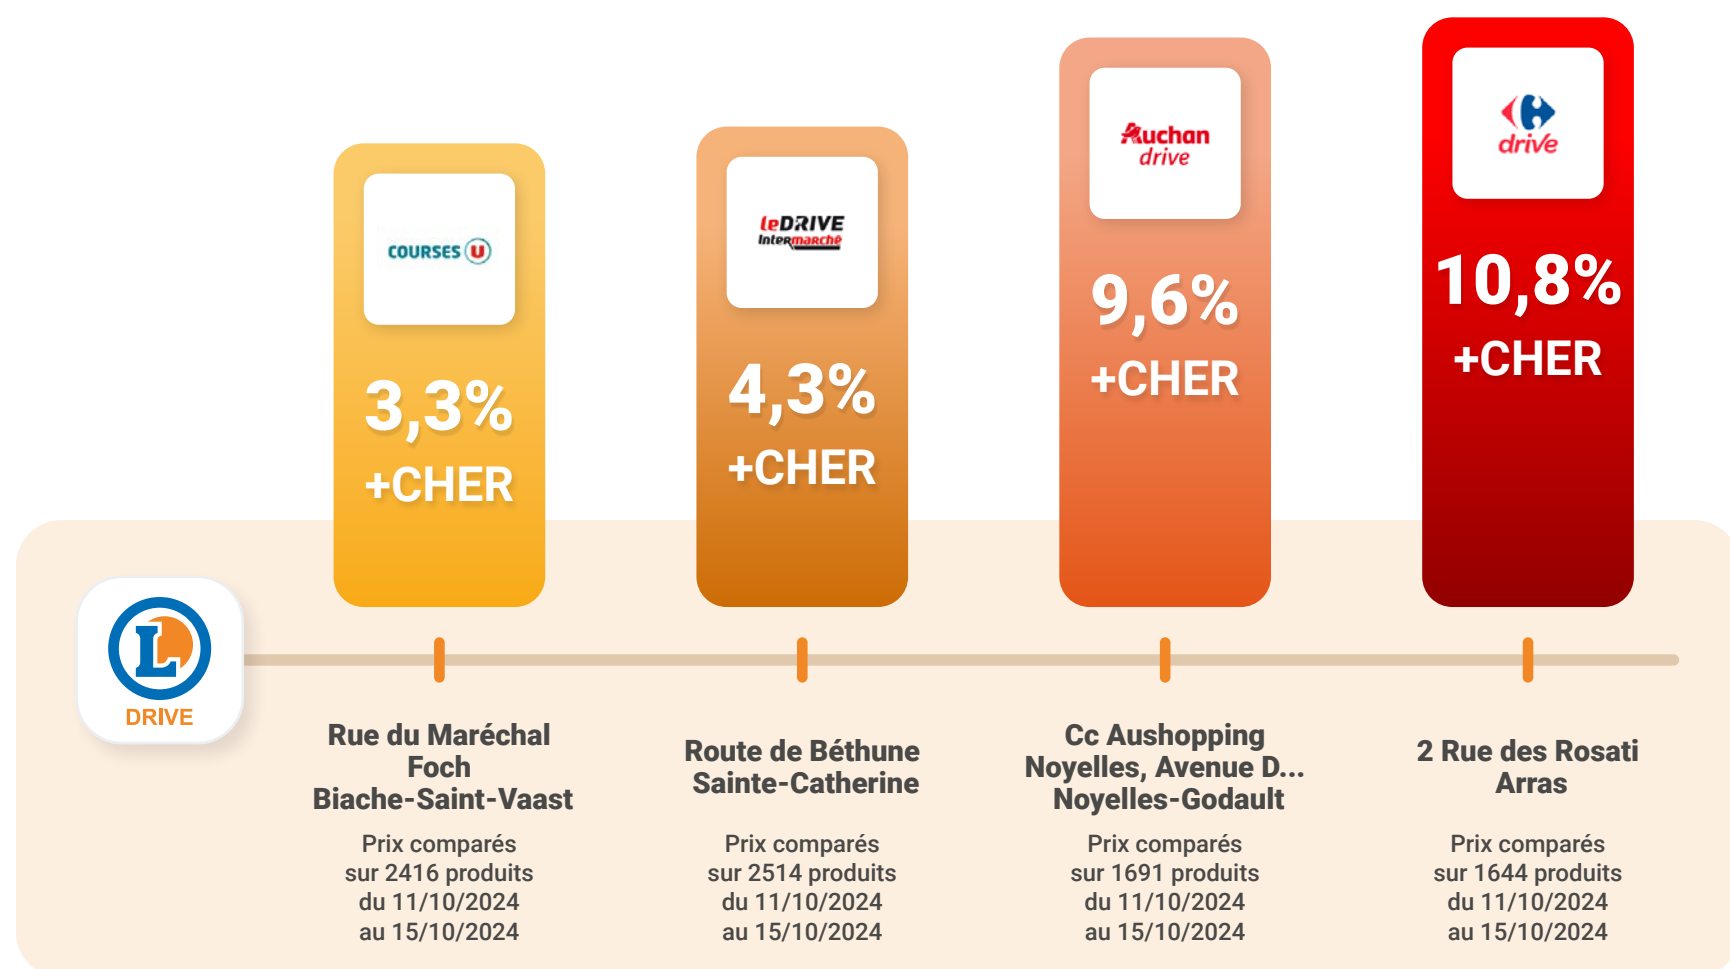 COURSES U
3,3%
+CHER
leDRIVE
Intermarché
4,3%
+CHER
Auchan
drive
9,6%
+CHER
drive
10,8%
+CHER
L
DRIVE
Rue du Maréchal
Foch
Biache-Saint-Vaast
Prix comparés
sur 2416 produits
du 11/10/2024
au 15/10/2024
Route de Béthune
Sainte-Catherine
Prix comparés
sur 2514 produits
du 11/10/2024
au 15/10/2024
Cc Aushopping
Noyelles, Avenue D...
Noyelles-Godault
Prix comparés
sur 1691 produits
du 11/10/2024
au 15/10/2024
2 Rue des Rosati
Arras
Prix comparés
sur 1644 produits
du 11/10/2024
au 15/10/2024